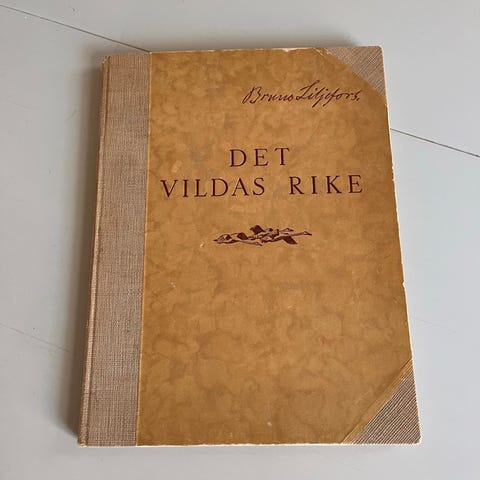 Bruno Liljefors.
DET
VILDAS RIKE